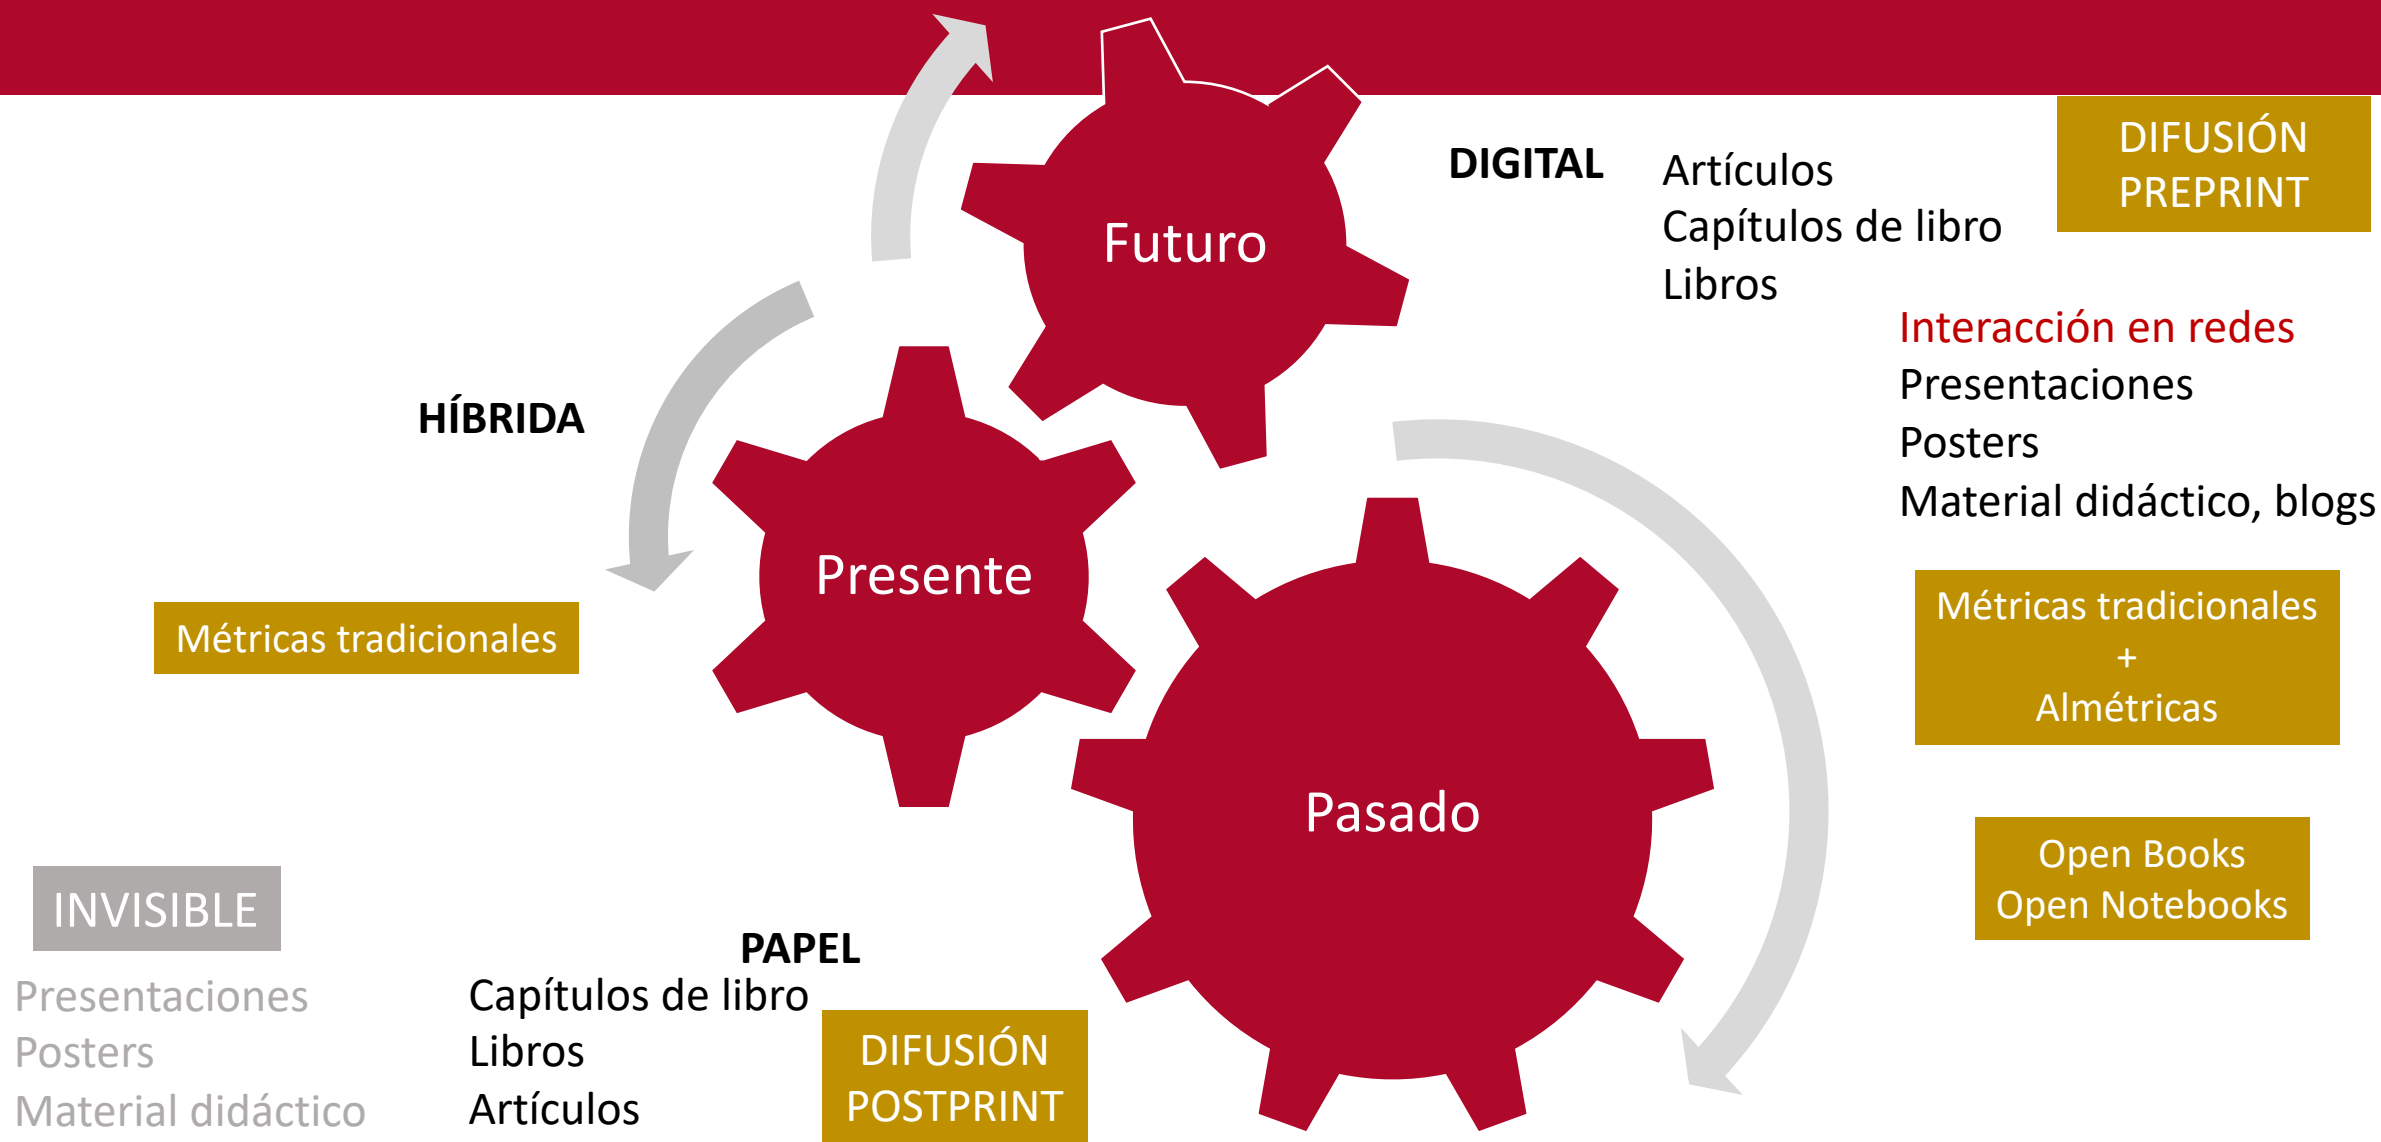 DIFUSIÓN
PREPRINT
DIGITAL
Artículos
Capítulos de libro
Libros
Futuro
Interacción en redes
Presentaciones
Posters
Material didáctico, blogs
HÍBRIDA
Presente
Métricas tradicionales
Métricas tradicionales
+
Almétricas
Pasado
Open Books
Open Notebooks
INVISIBLE
Presentaciones
Posters
Material didáctico
PAPEL
Capítulos de libro
Libros
Artículos
DIFUSIÓN
POSTPRINT